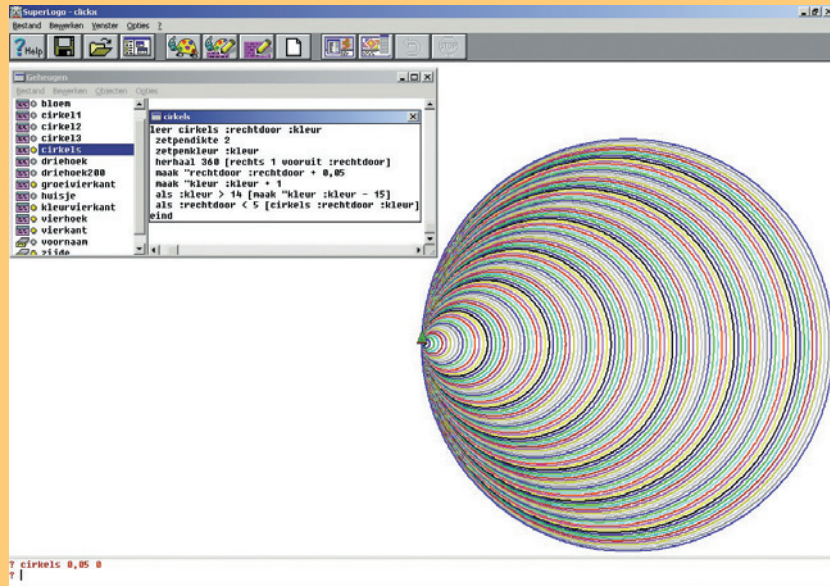 SuperLogo - clickx
Bestand Bewerken Venster Opties ?
?Help
STOP
Geheugen
Bestand Bewerken Objecten Opties
bloem
cirkel1
cirkel2
cirkel3
cirkels
driehoek
driehoek200
groeivierkant
huisje
kleurvierkant
vierhoek
vierkant
voornaam
zijde
cirkels
leer cirkels :rechtdoor :kleur
zetpendikte 2
zetpenkleur :kleur
herhaal 360 [rechts 1 vooruit :rechtdoor]
maak "rechtdoor :rechtdoor + 0,05
maak "kleur :kleur + 1
als :kleur > 14 [maak "kleur :kleur - 15]
als :rechtdoor < 5 [cirkels :rechtdoor :kleur]
eind
? cirkels 0,05 0
?